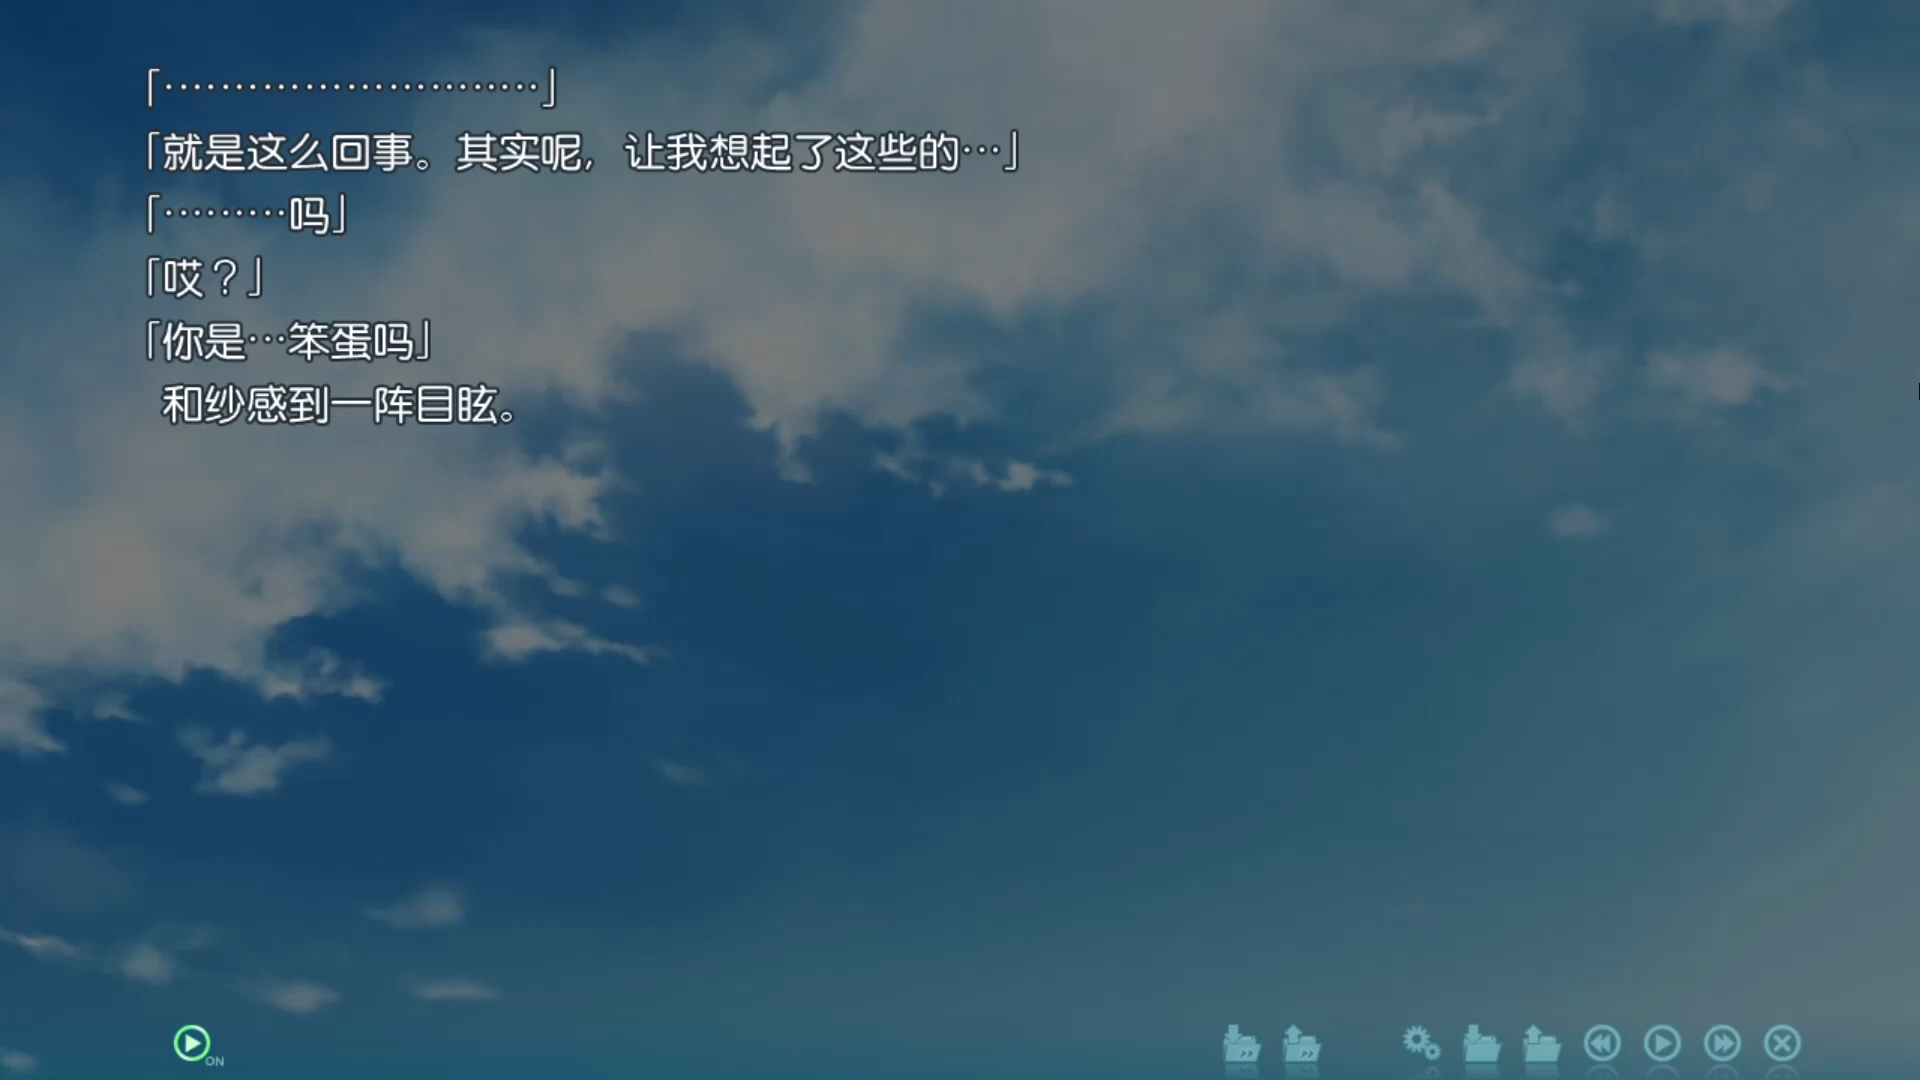 「………………………」
「就是这么回事。其实呢，让我想起了这些的…」
「………吗」
「哎？」
「你是…笨蛋吗」
和纱感到一阵目眩。
ON